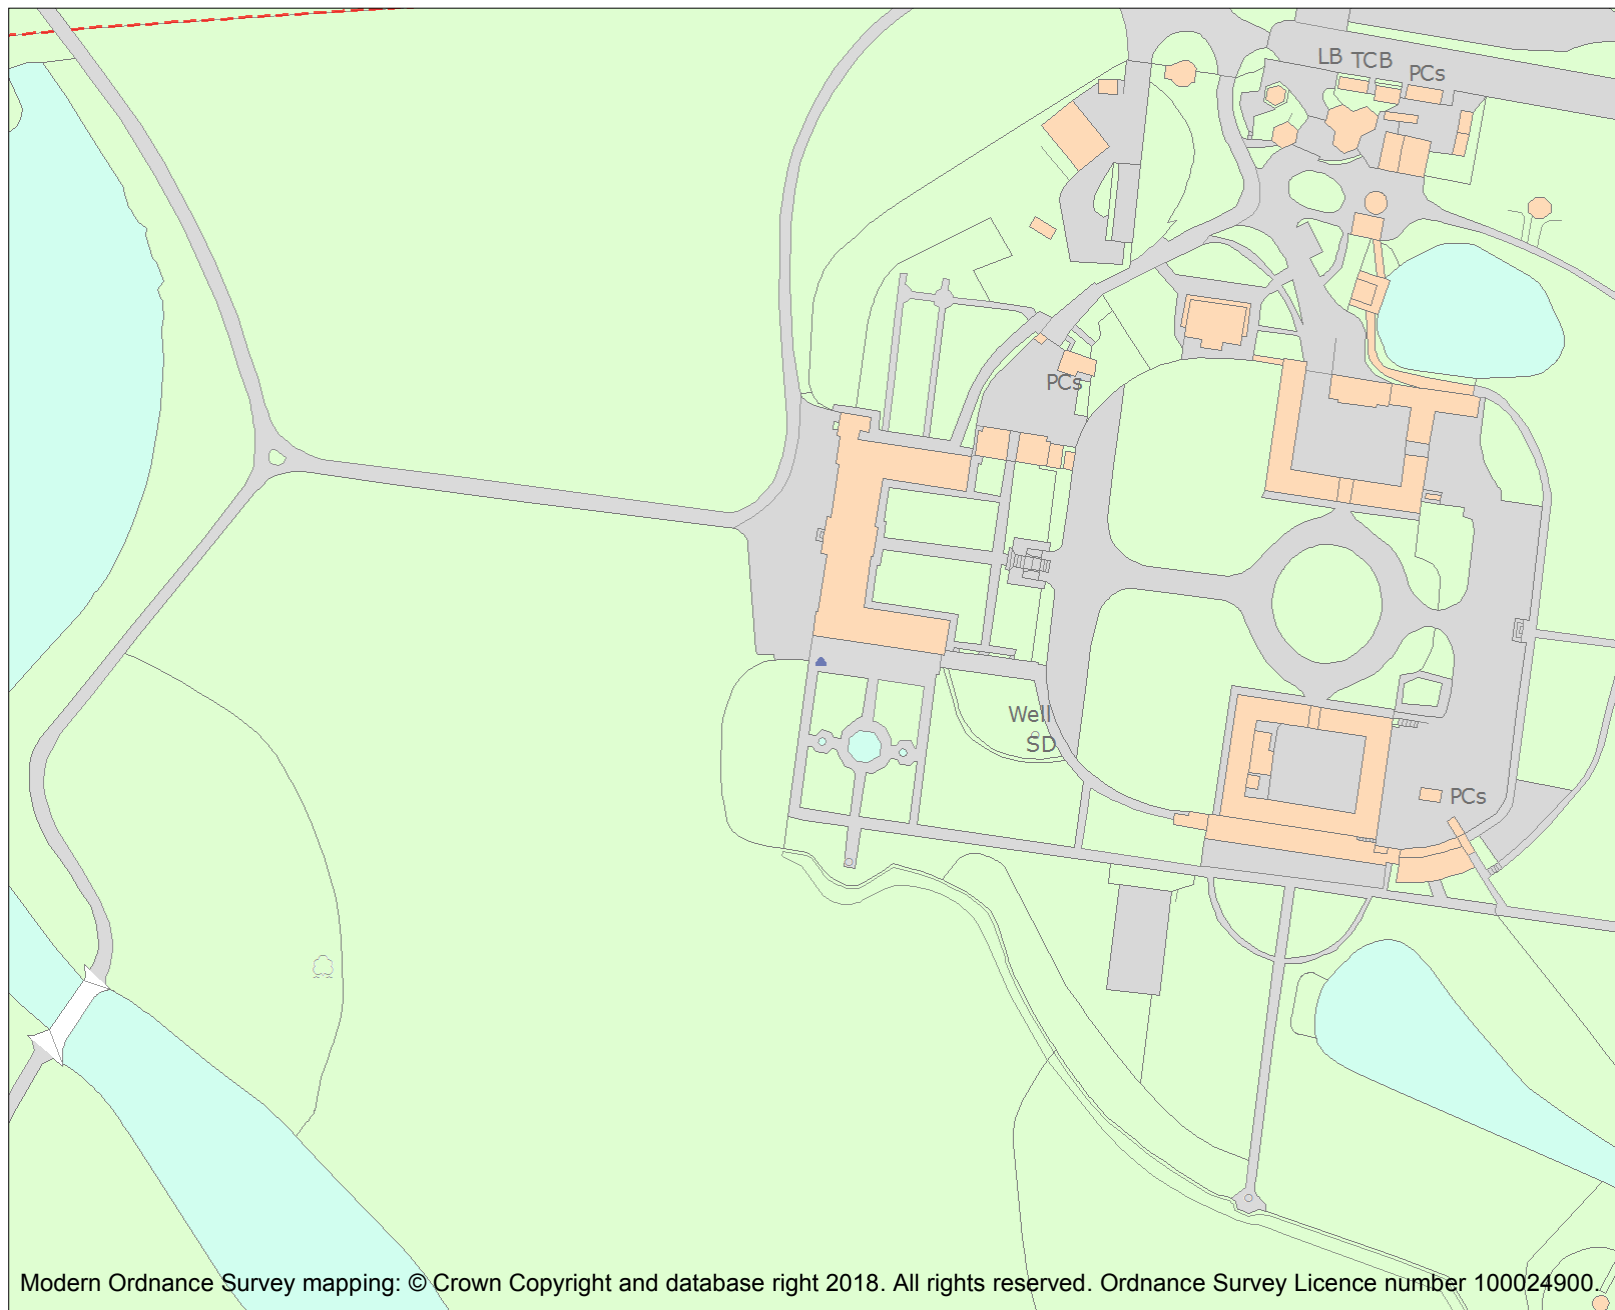 LB TCB PCs
PCs
Well
SD
PCs
Modern Ordnance Survey mapping: © Crown Copyright and database right 2018. All rights reserved. Ordnance Survey Licence number 100024900.